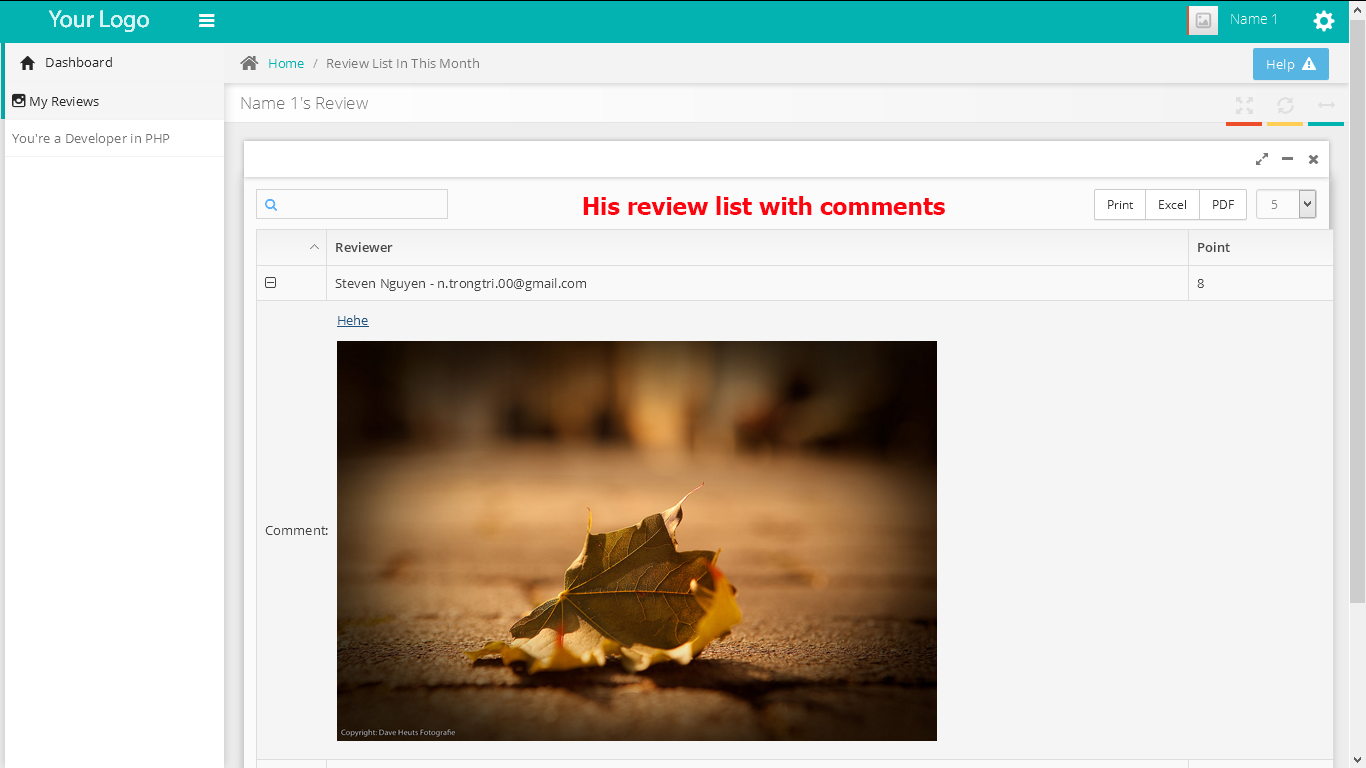 Your Logo
Name 1
Dashboard
Home / Review List In This Month
Help
My Reviews
Name 1's Review
You're a Developer in PHP
His review list with comments
Print Excel PDF 5
Reviewer Point
Steven Nguyen - n.trongtri.00@gmail.com 8
Hehe
Comment:
Copyright: Dave Heuts Fotografie